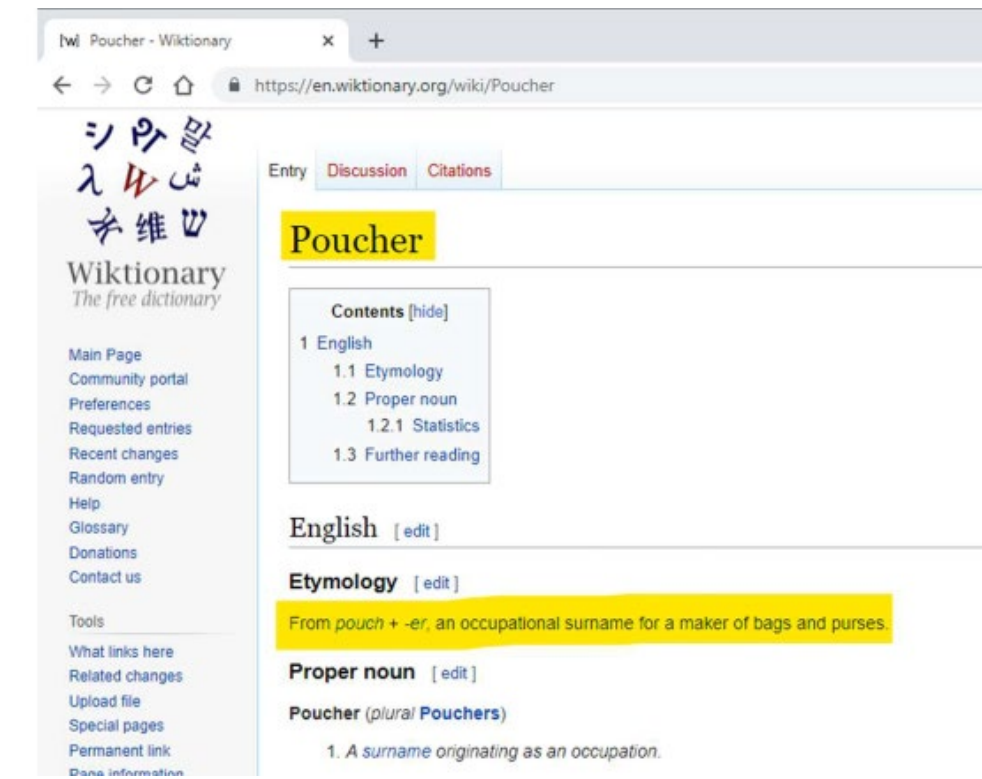 [w] Poucher - Wiktionary
https://en.wiktionary.org/wiki/Poucher
Entry Discussion Citations
Wiktionary
The free dictionary
Main Page
Community portal
Preferences
Requested entries
Recent changes
Random entry
Help
Glossary
Donations
Contact us
Tools
What links here
Related changes
Upload file
Special pages
Permanent link
Page information
Poucher
Contents [hide]
1 English
1.1 Etymology
1.2 Proper noun
1.2.1 Statistics
1.3 Further reading
English [ edit ]
Etymology [ edit ]
From pouch + -er, an occupational surname for a maker of bags and purses.
Proper noun [ edit ]
Poucher (plural Pouchers)
1. A surname originating as an occupation.